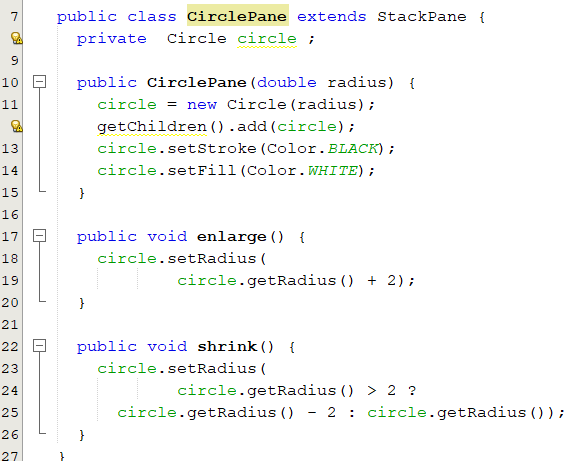 7 public class CirclePane extends StackPane {
private Circle circle ;
9
10 public CirclePane(double radius) {
11 circle = new Circle(radius);
getChildren().add(circle);
13 circle.setStroke(Color.BLACK);
14 circle.setFill(Color.WHITE);
15 }
16
17 public void enlarge() {
18 circle.setRadius(
19 circle.getRadius() + 2);
20 }
21
22 public void shrink() {
23 circle.setRadius(
24 circle.getRadius() > 2 ?
25 circle.getRadius() - 2 : circle.getRadius());
26 }
27 }